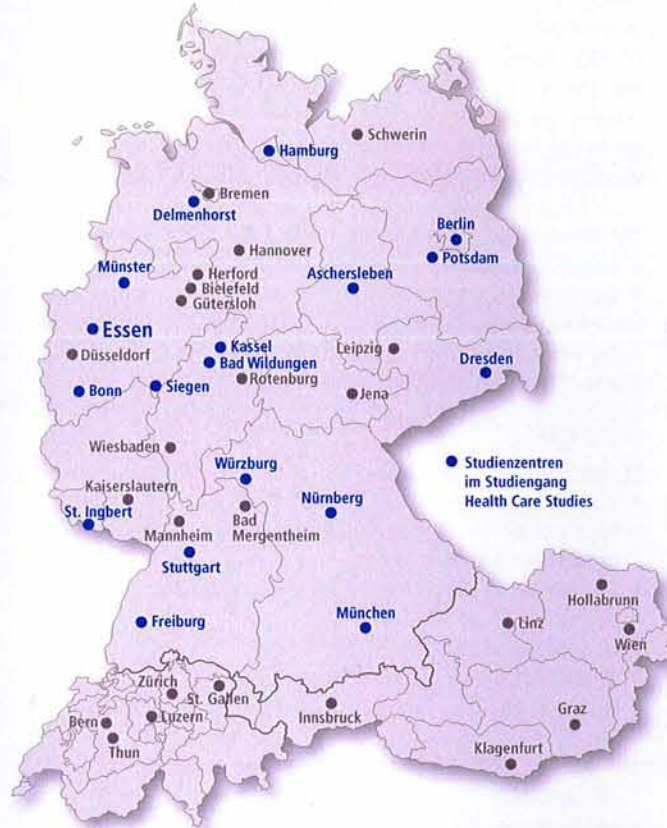 Schwerin
Hamburg
Bremen
Delmenhorst
Berlin
Hannover
Potsdam
Münster
Herford
Aschersleben
Bielefeld
Gütersloh
Essen
Kassel
Leipzig
Düsseldorf
Bad Wildungen
Dresden
Rotenburg
Bonn
Siegen
Jena
Wiesbaden
Würzburg
Studienzentren
im Studiengang
Health Care Studies
Kaiserslautern
Nürnberg
St. Ingbert
Mannheim
Bad
Mergentheim
Stuttgart
Hollabrunn
Freiburg
München
Linz
Wien
Zürich
St. Gallen
Innsbruck
Bern
Luzern
Graz
Thun
Klagenfurt